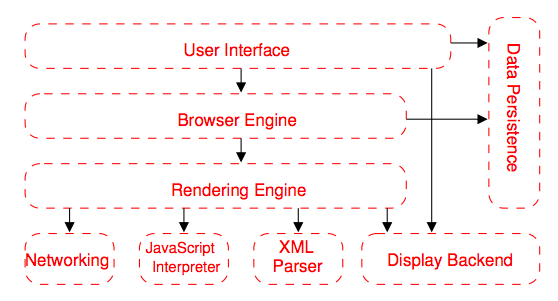 User Interface
Data Persistence
Browser Engine
Rendering Engine
Networking
JavaScript
Interpreter
XML
Parser
Display Backend